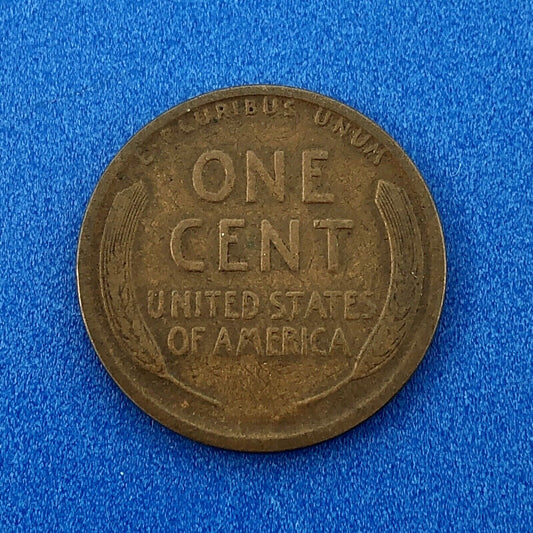 E PLURIBUS UNUM
ONE
CENT
UNITED STATES
OF AMERICA